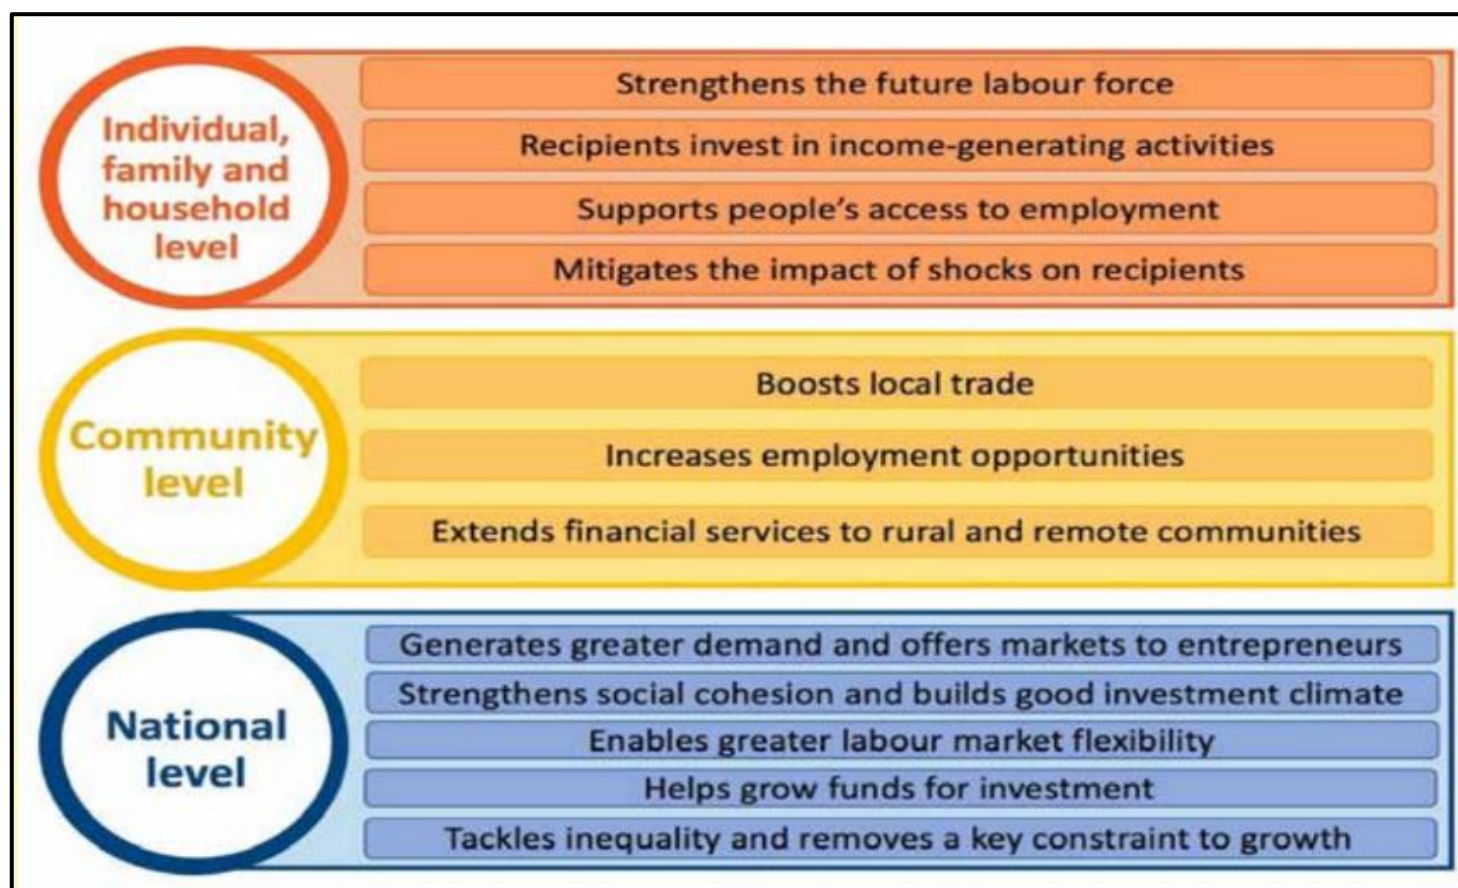 Individual,
family and
household
level
Strengthens the future labour force
Recipients invest in income-generating activities
Supports people's access to employment
Mitigates the impact of shocks on recipients
Community
level
Boosts local trade
Increases employment opportunities
Extends financial services to rural and remote communities
National
level
Generates greater demand and offers markets to entrepreneurs
Strengthens social cohesion and builds good investment climate
Enables greater labour market flexibility
Helps grow funds for investment
Tackles inequality and removes a key constraint to growth